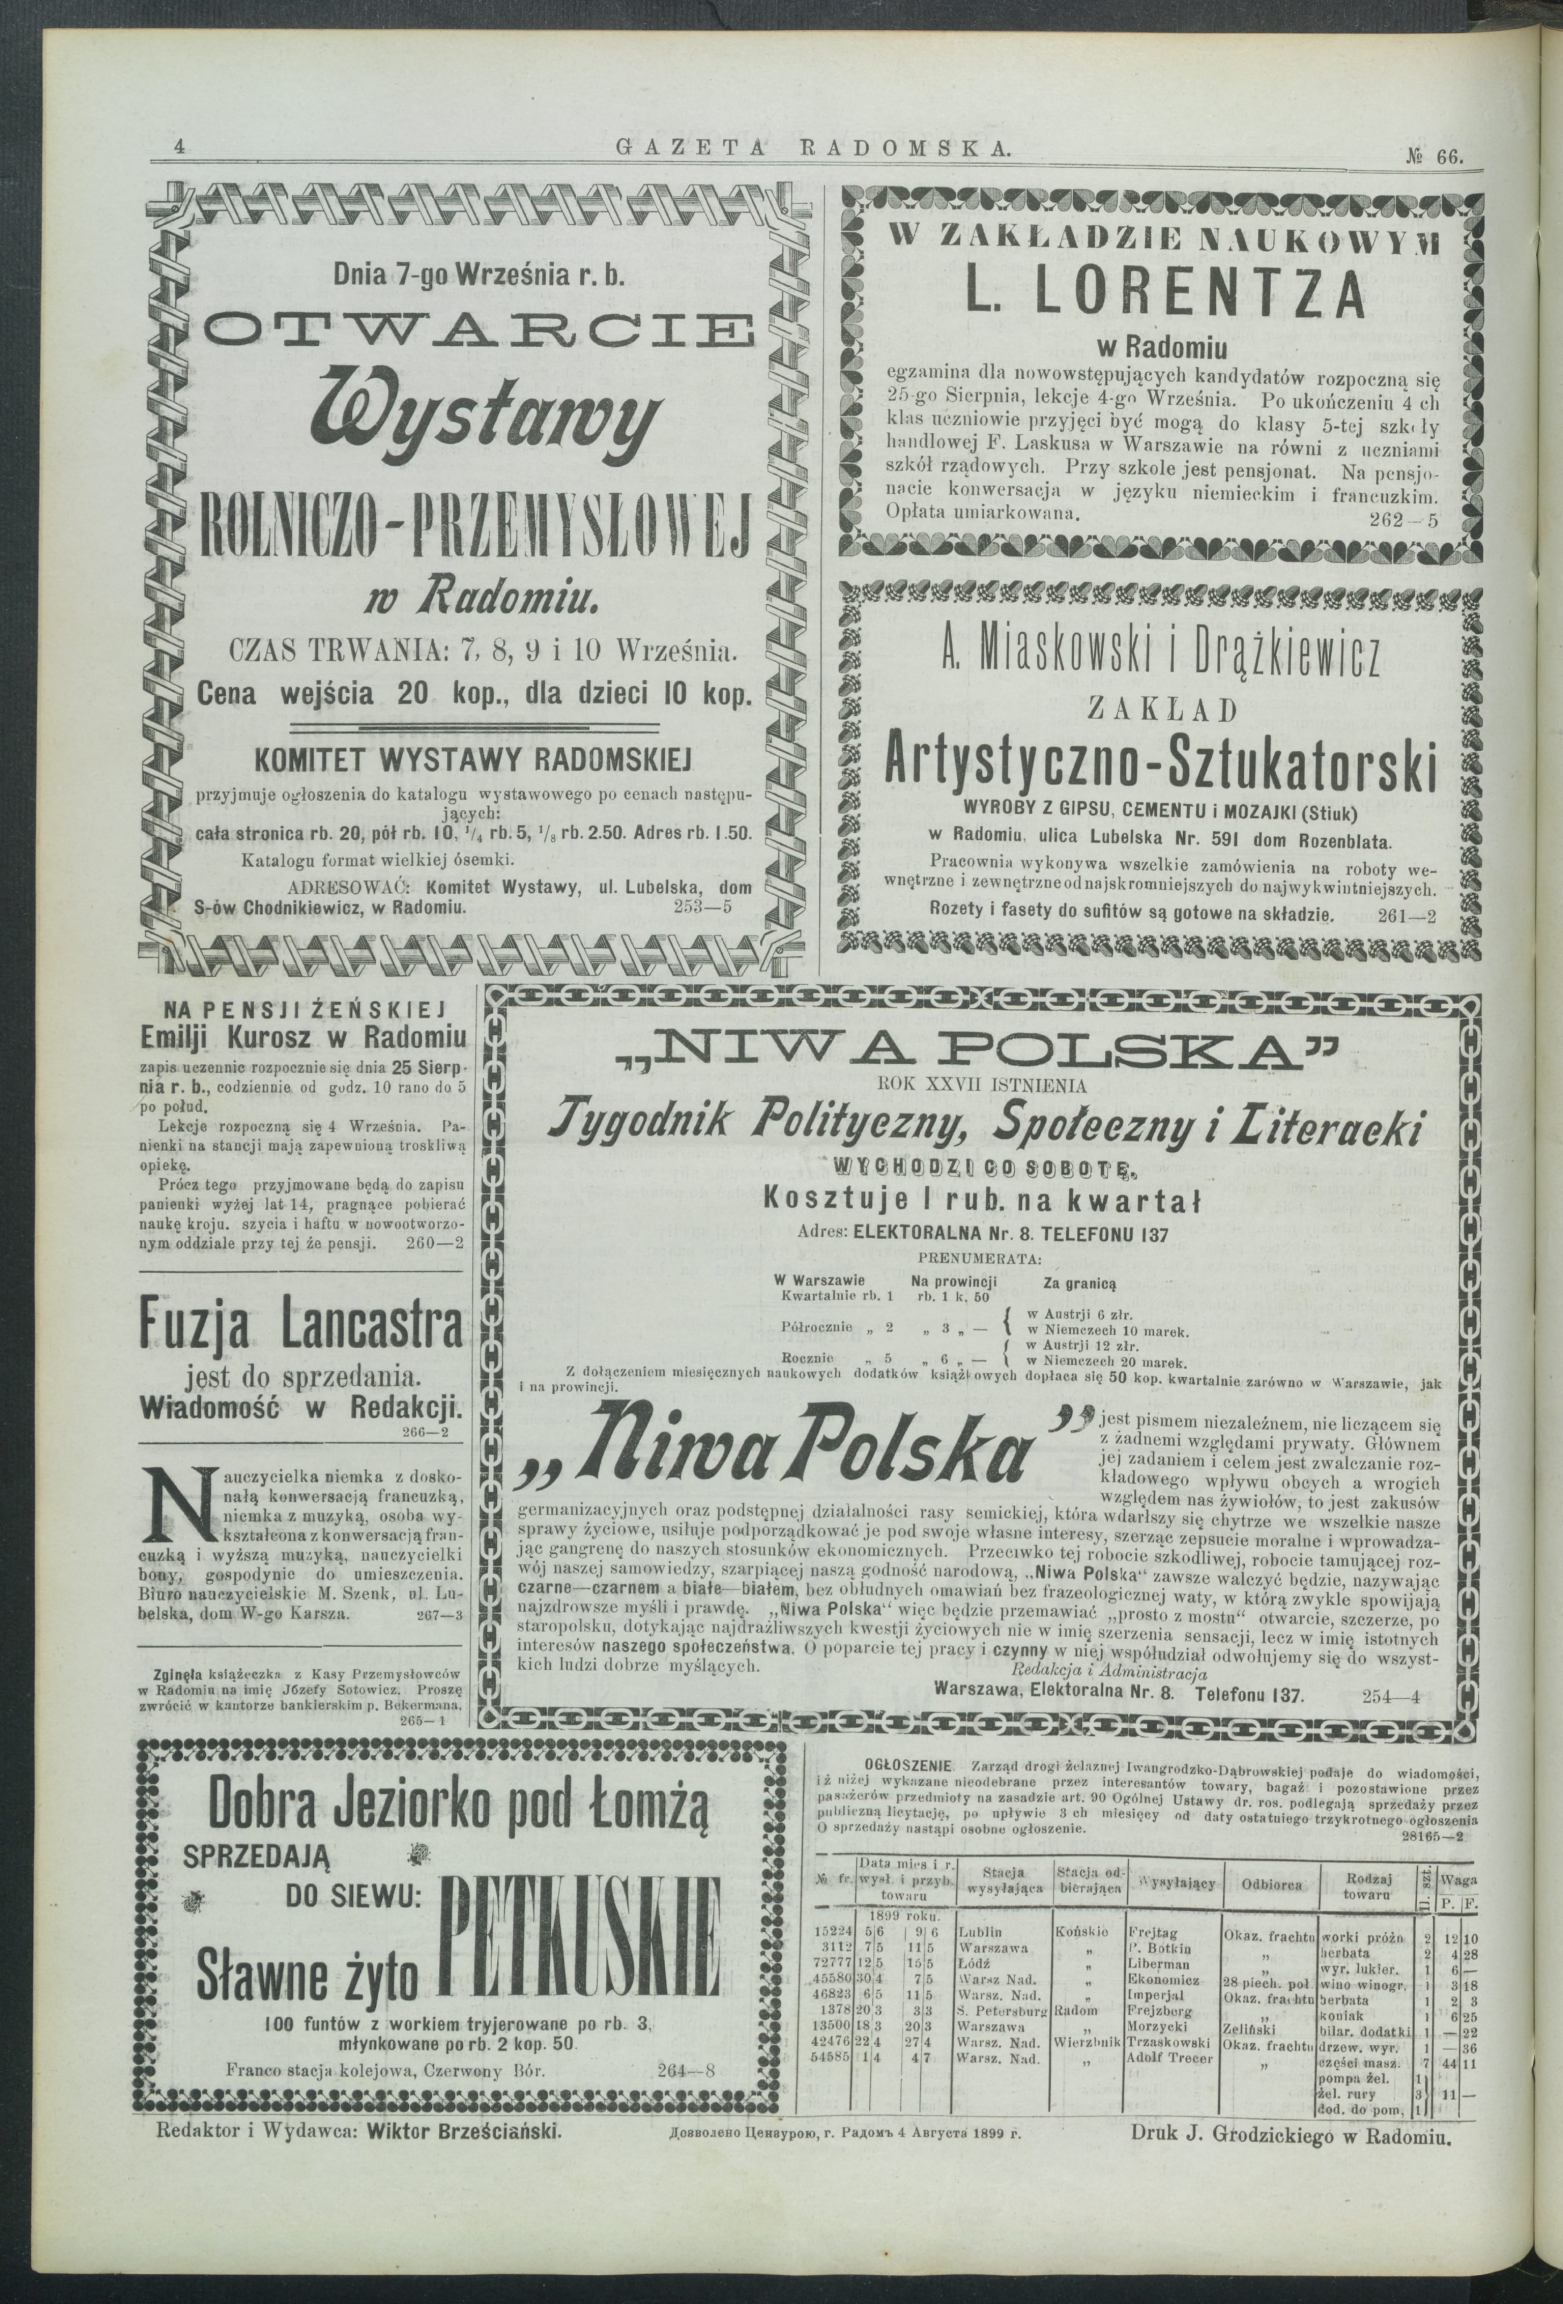 4
GAZETA RADOMSKA.
№ 66.
Dnia 7-go Września r. b.
OTWARCIE
Wystawy
ROLNICZO-PRZEMYSŁOWEJ
w Radomiu.
CZAS TRWANIA: 7, 8, 9 i 10 Września.
Cena wejścia 20 kop., dla dzieci 10 kop.
KOMITET WYSTAWY RADOMSKIEJ
przyjmuje ogłoszenia do katalogu wystawowego po cenach następu-
jących:
cała stronica rb. 20, pół rb. 10, 1/4 rb. 5, 1/8 rb. 2.50. Adres rb. 1.50.
Katalogu format wielkiej ósemki.
ADRESOWAĆ: Komitet Wystawy, ul. Lubelska, dom
S-ów Chodnikiewicz, w Radomiu. 253—5
W ZAKŁADZIE NAUKOWYM
L. LORENTZA
w Radomiu
egzamina dla nowowstępujących kandydatów rozpoczną się
25-go Sierpnia, lekcje 4-go Września. Po ukończeniu 4 ch
klas uczniowie przyjęci być mogą do klasy 5-tej szkoły
handlowej F. Laskusa w Warszawie na równi z uczniami
szkół rządowych. Przy szkole jest pensjonat. Na pensjo-
nacie konwersacja w języku niemieckim i francuzkim.
Opłata umiarkowana. 262—5
A. Miaskowski i Drążkiewicz
ZAKŁAD
Artystyczno-Sztukatorski
WYROBY Z GIPSU, CEMENTU i MOZAJKI (Stiuk)
w Radomiu, ulica Lubelska Nr. 591 dom Rozenblata.
Pracownia wykonywa wszelkie zamówienia na roboty we-
wnętrzne i zewnętrzne od najskromniejszych do najwykwintniejszych.
Rozety i fasety do sufitów są gotowe na składzie. 261—2
NA PENSJI ŻEŃSKIEJ
Emilji Kurosz w Radomiu
zapis uczennic rozpocznie się dnia 25 Sierp-
nia r. b., codziennie od godz. 10 rano do 5
po połud.
Lekcje rozpoczną się 4 Września. Pa-
nienki na stancji mają zapewnioną troskliwą
opiekę.
Prócz tego przyjmowane będą do zapisu
panienki wyżej lat 14, pragnące pobierać
naukę kroju. szycia i haftu w nowootworzo-
nym oddziale przy tej że pensji. 260—2
Fuzja Lancastra
jest do sprzedania.
Wiadomość w Redakcji.
266—2
Nauczycielka niemka z dosko-
nałą konwersacją francuzką,
niemka z muzyką, osoba wy-
kształcona z konwersacją fran-
cuzką i wyższą muzyką, nauczycielki
bony, gospodynie do umieszczenia.
Biuro nauczycielskie M. Szenk, ul. Lu-
belska, dom W-go Karsza. 267—3
Zginęła książeczka z Kasy Przemysłowców
w Radomiu na imię Józefy Sotowicz. Proszę
zwrócić w kantorze bankierskim p. Bekermana.
265—1
„NIWA POLSKA”
ROK XXVII ISTNIENIA
Tygodnik Polityczny, Społeczny i Literacki
WYCHODZI CO SOBOTĘ.
Kosztuje 1 rub. na kwartał
Adres: ELEKTORALNA Nr. 8. TELEFONU 137
PRENUMERATA:
W Warszawie Na prowincji Za granicą
Kwartalnie rb. 1 rb. 1 k. 50
w Austrji 6 złr.
Półrocznie „ 2 „ 3 „ — { w Niemczech 10 marek.
w Austrji 12 złr.
Rocznie „ 5 „ 6 „ — { w Niemczech 20 marek.
Z dołączeniem miesięcznych naukowych dodatków książkowych dopłaca się 50 kop. kwartalnie zarówno w Warszawie, jak
i na prowincji.
„Niwa Polska” jest pismem niezależnem, nie liczącem się
z żadnemi względami prywaty. Głównem
jej zadaniem i celem jest zwalczanie roz-
kładowego wpływu obcych a wrogich
względem nas żywiołów, to jest zakusów
germanizacyjnych oraz podstępnej działalności rasy semickiej, która wdarłszy się chytrze we wszelkie nasze
sprawy życiowe, usiłuje podporządkować je pod swoje własne interesy, szerząc zepsucie moralne i wprowadza-
jąc gangrenę do naszych stosunków ekonomicznych. Przeciwko tej robocie szkodliwej, robocie tamującej roz-
wój naszej samowiedzy, szarpiącej naszą godność narodową, „Niwa Polska“ zawsze walczyć będzie, nazywając
czarne—czarnem a białe—białem, bez obłudnych omawiań bez frazeologicznej waty, w którą zwykle spowijają
najzdrowsze myśli i prawdę. „Niwa Polska“ więc będzie przemawiać „prosto z mostu“ otwarcie, szczerze, po
staropolsku, dotykając najdrażliwszych kwestji życiowych nie w imię szerzenia sensacji, lecz w imię istotnych
interesów naszego społeczeństwa. O poparcie tej pracy i czynny w niej współudział odwołujemy się do wszyst-
kich ludzi dobrze myślących.
Redakcja i Administracja
Warszawa, Elektoralna Nr. 8. Telefonu 137. 254—4
Dobra Jeziorko pod Łomżą
SPRZEDAJĄ
DO SIEWU:
Sławne żyto PETKUSKIE
100 funtów z workiem tryjerowane po rb. 3,
młynkowane po rb. 2 kop. 50.
Franco stacja kolejowa, Czerwony Bór. 264—8
OGŁOSZENIE. Zarząd drogi żelaznej Iwangrodzko-Dąbrowskiej podaje do wiadomości,
iż niżej wykazane nieodebrane przez interesantów towary, bagaż i pozostawione przez
pasażerów przedmioty na zasadzie art. 90 Ogólnej Ustawy dr. ros. podlegają sprzedaży przez
publiczną licytację, po upływie 3 ch miesięcy od daty ostatniego trzykrotnego ogłoszenia
O sprzedaży nastąpi osobne ogłoszenie.
28165—2
№ fr. Data mies i r. wysł. i przyb. towaru Stacja wysyłająca Stacja od- bierająca Wysyłający Odbiorca Rodzaj towaru Il. szt. Waga P. F.
1899 roku.
15224 5/6 9/6 Lublin Końskie Frejtag Okaz. frachtu worki próżn 2 12 10
3112 7/5 11/5 Warszawa „ P. Botkin „ herbata 2 4 28
72777 12/5 15/5 Łódź „ Liberman „ wyr. lukier. 1 6 —
45580 30/4 7/5 Warsz Nad. „ Ekonomicz 28 piech. poł. wino winogr. 1 3 18
46823 6/5 11/5 Warsz. Nad. „ Imperjal Okaz. frachtu herbata 1 2 3
1378 20/3 3/3 S. Petersburg Radom Frejzberg „ koniak 1 6 25
13500 18/3 20/3 Warszawa „ Morzycki Zeliński bilar. dodatki 1 — 22
42476 22/4 27/4 Warsz. Nad. Wierzbnik Trzaskowski Okaz. frachtu drzew. wyr. 1 — 36
54585 1/4 4/7 Warsz. Nad. „ Adolf Trecer „ części masz. 7 44 11
pompa żel. 1
żel. rury 3 11 —
dod. do pom. 1
Redaktor i Wydawca: Wiktor Brześciański.
Дозволено Цензурою, г. Радомъ 4 Августа 1899 г.
Druk J. Grodzickiego w Radomiu.